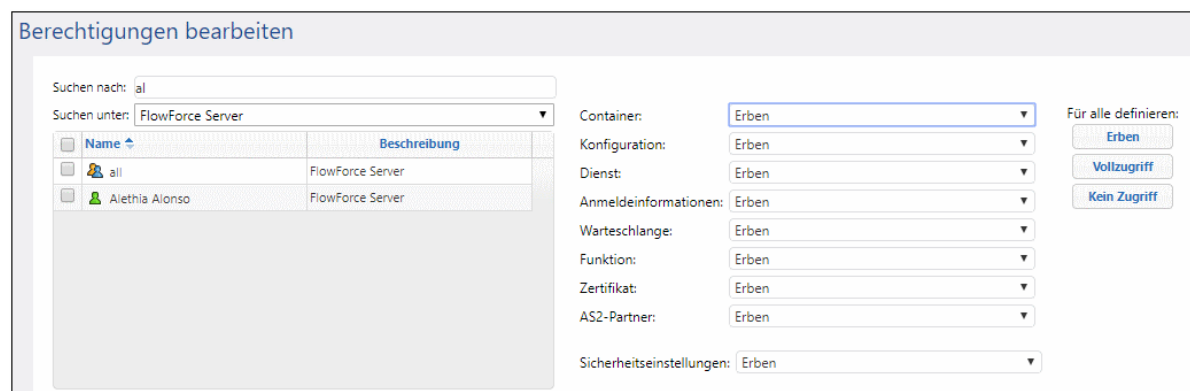 Berechtigungen bearbeiten
Suchen nach: al
Suchen unter: FlowForce Server
Name Beschreibung
all FlowForce Server
Alethia Alonso FlowForce Server
Container: Erben
Konfiguration: Erben
Dienst: Erben
Anmeldeinformationen: Erben
Warteschlange: Erben
Funktion: Erben
Zertifikat: Erben
AS2-Partner: Erben
Sicherheitseinstellungen: Erben
Für alle definieren:
Erben
Vollzugriff
Kein Zugriff